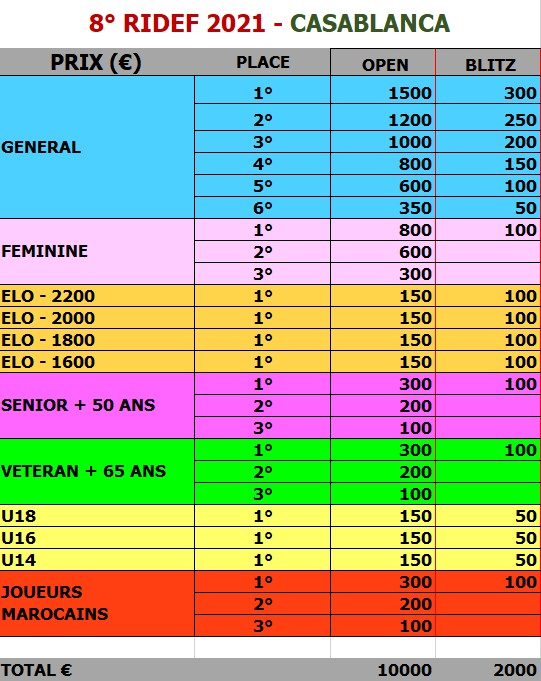 8° RIDEF 2021 - CASABLANCA
PRIX (€) PLACE OPEN BLITZ
GENERAL
1° 1500 300
2° 1200 250
3° 1000 200
4° 800 150
5° 600 100
6° 350 50
FEMININE
1° 800 100
2° 600
3° 300
ELO - 2200 1° 150 100
ELO - 2000 1° 150 100
ELO - 1800 1° 150 100
ELO - 1600 1° 150 100
SENIOR + 50 ANS
1° 300 100
2° 200
3° 100
VETERAN + 65 ANS
1° 300 100
2° 200
3° 100
U18 1° 150 50
U16 1° 150 50
U14 1° 150 50
JOUEURS
MAROCAINS
1° 300 100
2° 200
3° 100
TOTAL € 10000 2000